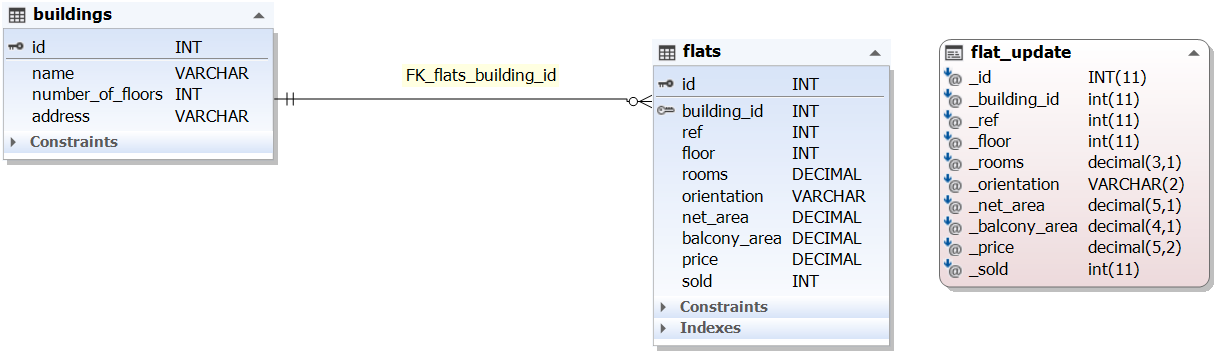 buildings
id INT
name VARCHAR
number_of_floors INT
address VARCHAR
Constraints
FK_flats_building_id
flats
id INT
building_id INT
ref INT
floor INT
rooms DECIMAL
orientation VARCHAR
net_area DECIMAL
balcony_area DECIMAL
price DECIMAL
sold INT
Constraints
Indexes
flat_update
_id INT(11)
_building_id int(11)
_ref int(11)
_floor int(11)
_rooms decimal(3,1)
_orientation VARCHAR(2)
_net_area decimal(5,1)
_balcony_area decimal(4,1)
_price decimal(5,2)
_sold int(11)